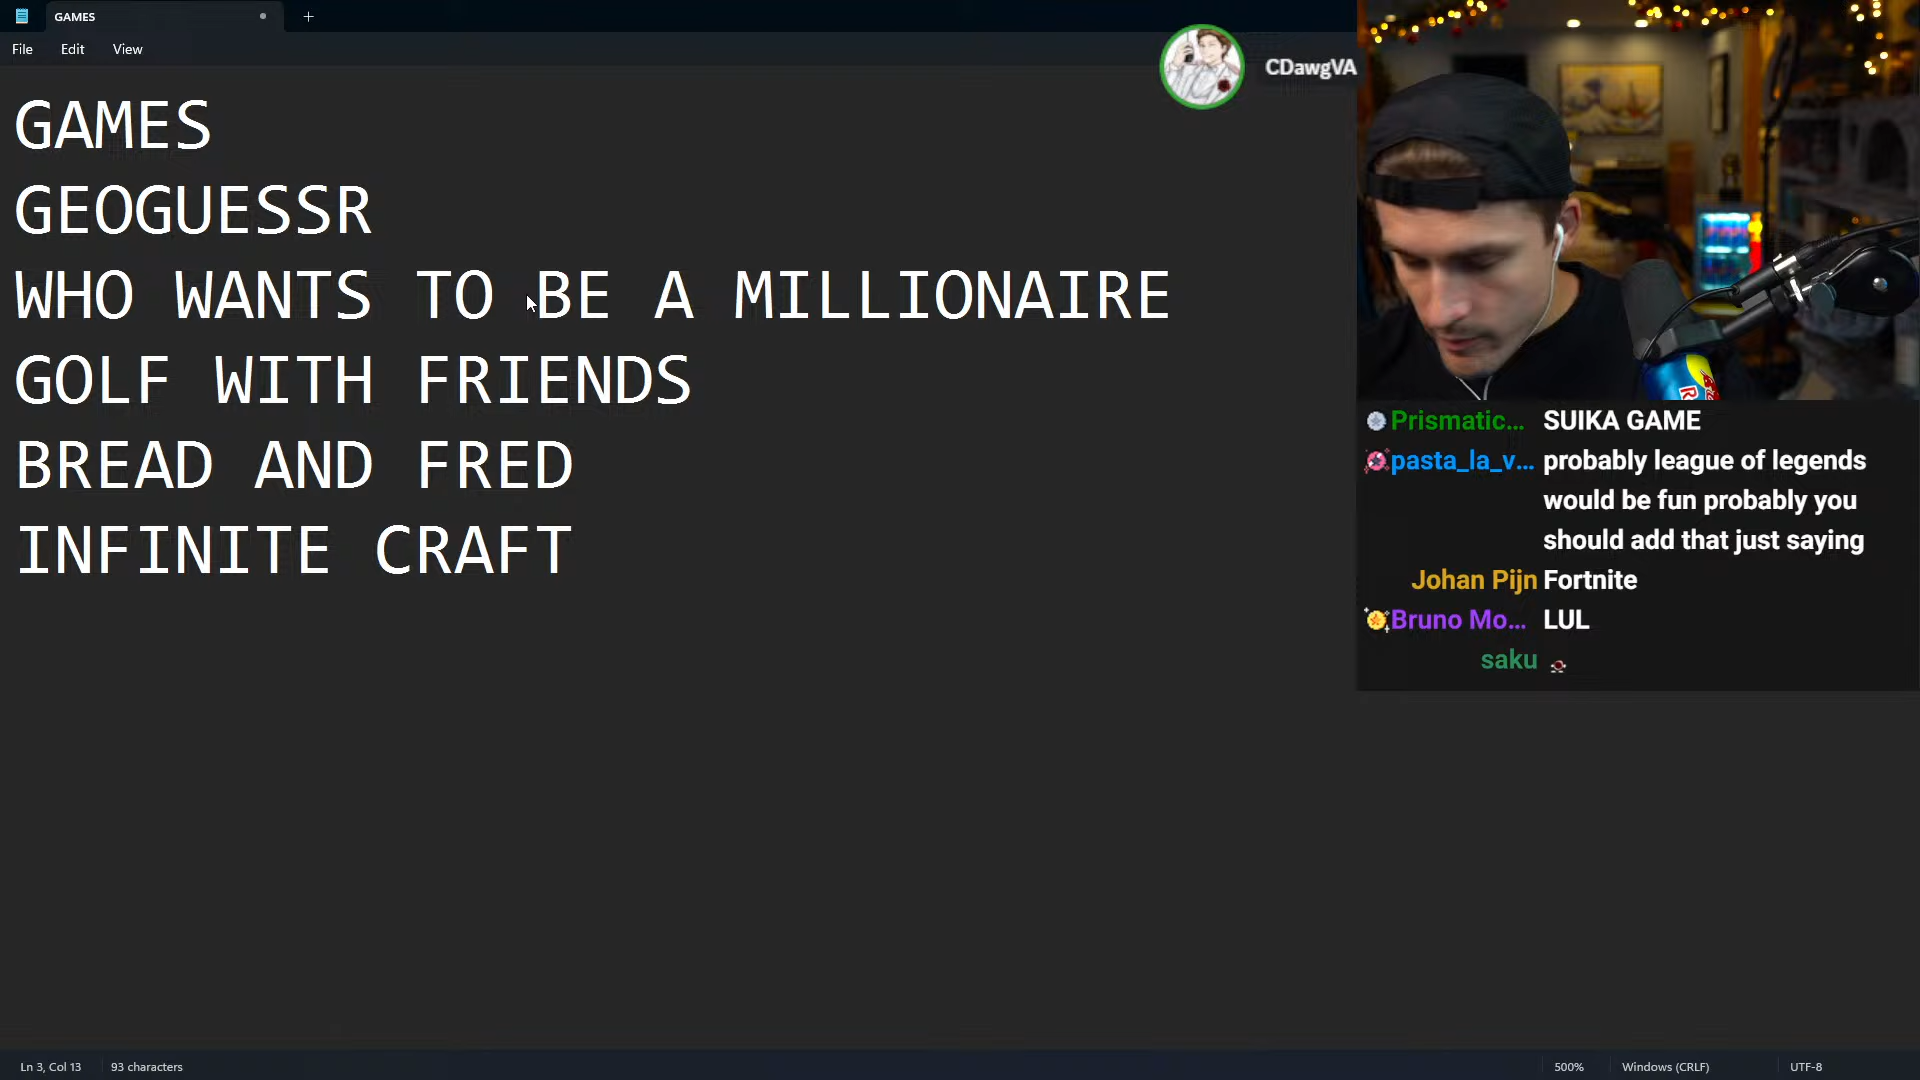 GAMES
File Edit View
CDawgVA
GAMES
GEOGUESSR
WHO WANTS TO BE A MILLIONAIRE
GOLF WITH FRIENDS
BREAD AND FRED
INFINITE CRAFT
Prismatic... SUIKA GAME
pasta_la_v... probably league of legends
would be fun probably you
should add that just saying
Johan Pijn Fortnite
Bruno Mo... LUL
saku
Ln 3, Col 13 93 characters 500% Windows (CRLF) UTF-8